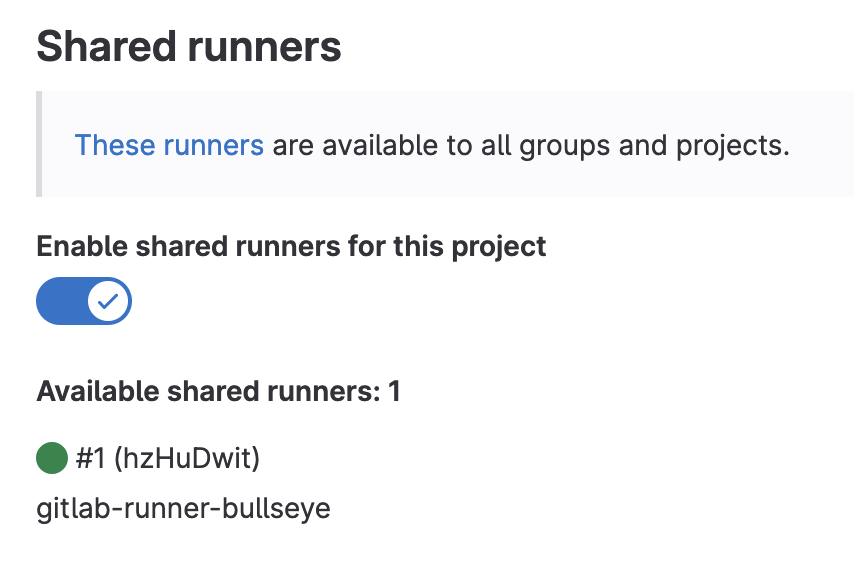 Shared runners
These runners are available to all groups and projects.
Enable shared runners for this project
Available shared runners: 1
#1 (hzHuDwit)
gitlab-runner-bullseye